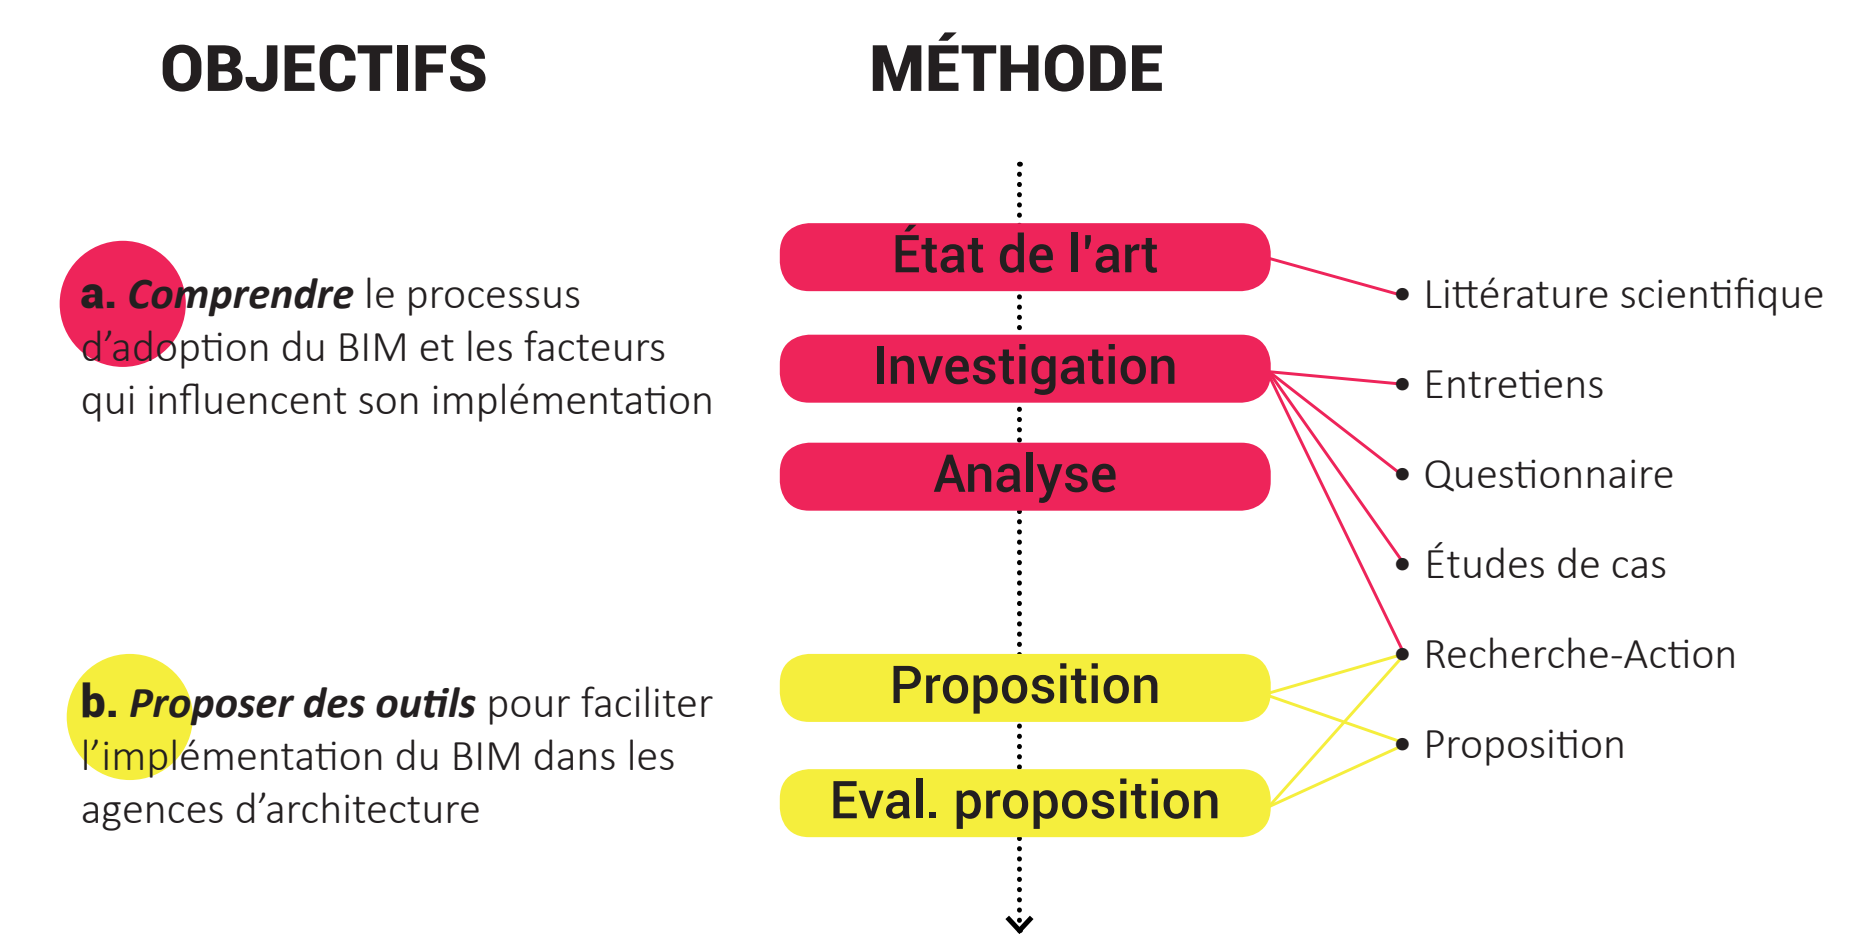 OBJECTIFS
MÉTHODE
a. Comprendre le processus
d’adoption du BIM et les facteurs
qui influencent son implémentation
b. Proposer des outils pour faciliter
l’implémentation du BIM dans les
agences d’architecture
État de l'art
Investigation
Analyse
Proposition
Eval. proposition
Littérature scientifique
Entretiens
Questionnaire
Études de cas
Recherche-Action
Proposition